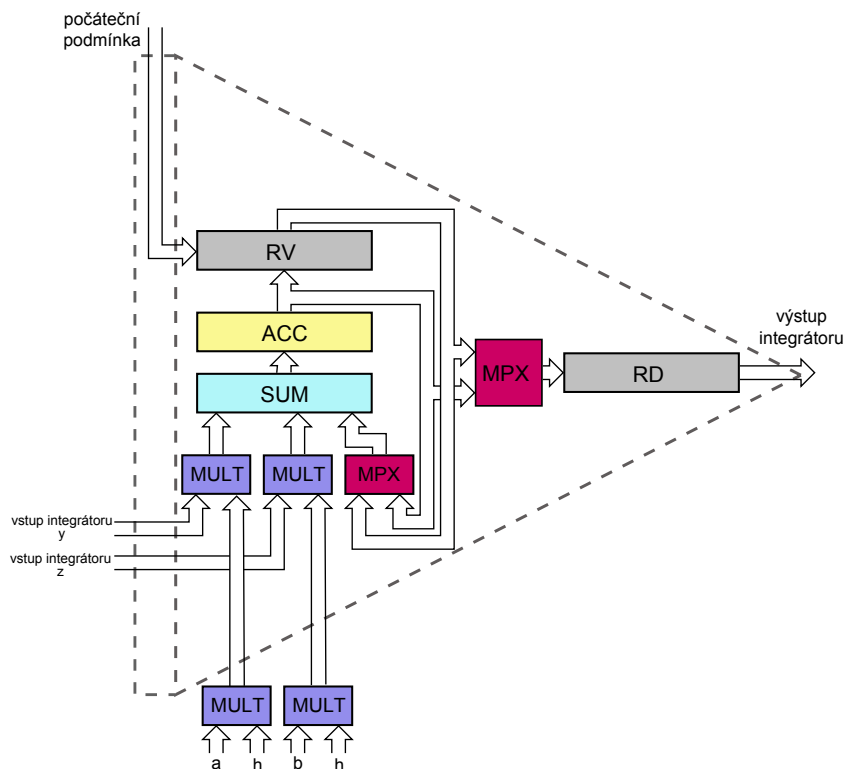 počáteční
podmínka
RV
ACC
výstup
integrátoru
MPX
RD
SUM
MULT
MULT
MPX
vstup integrátoru
y
vstup integrátoru
z
MULT
MULT
a
h
b
h